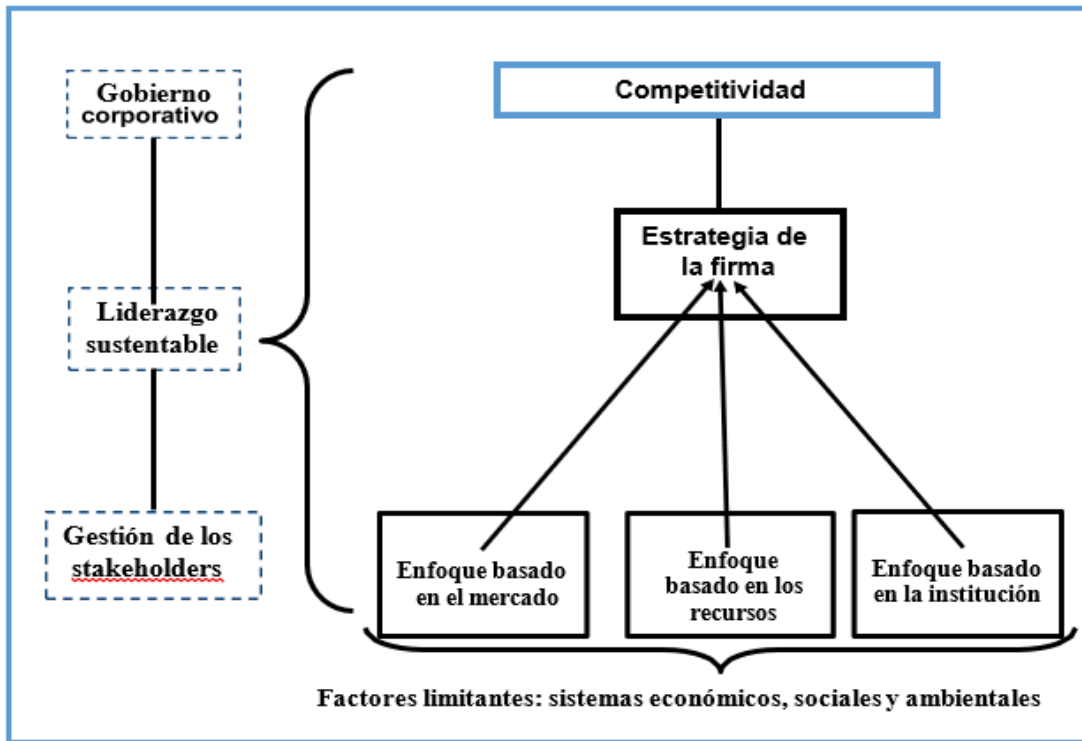 Gobierno
corporativo
Liderazgo
sustentable
Gestión de los
stakeholders
Competitividad
Estrategia de
la firma
Enfoque basado
en el mercado
Enfoque
basado en los
recursos
Enfoque basado
en la institución
Factores limitantes: sistemas económicos, sociales y ambientales